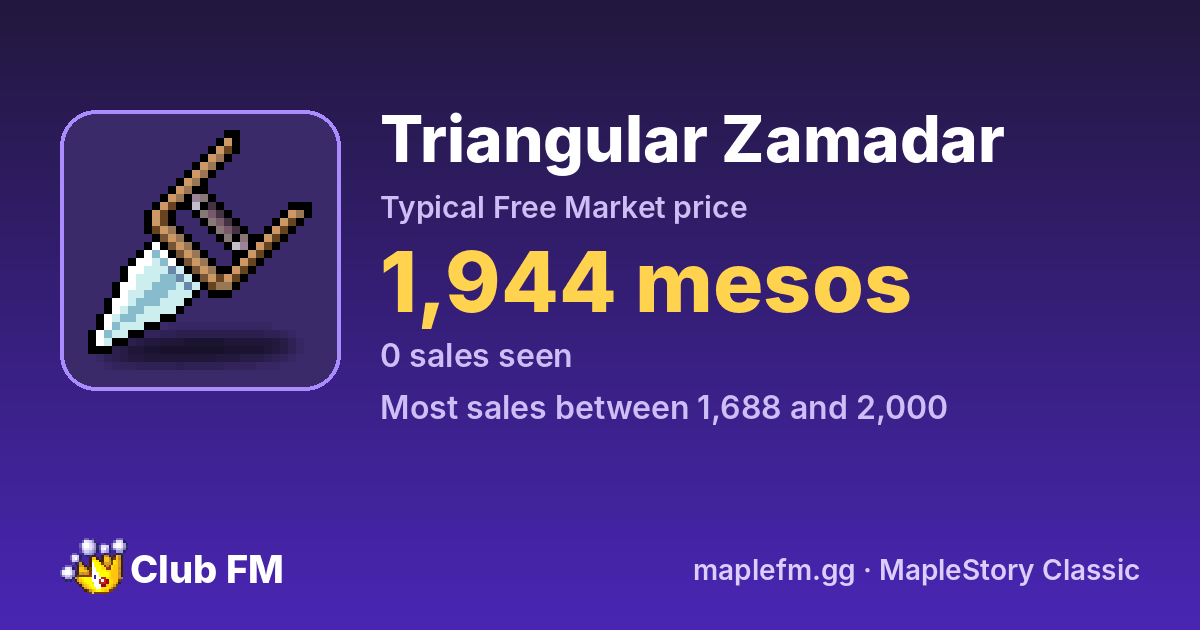 Triangular Zamadar
Typical Free Market price
1,944 mesos
0 sales seen
Most sales between 1,688 and 2,000
Club FM
maplefm.gg · MapleStory Classic